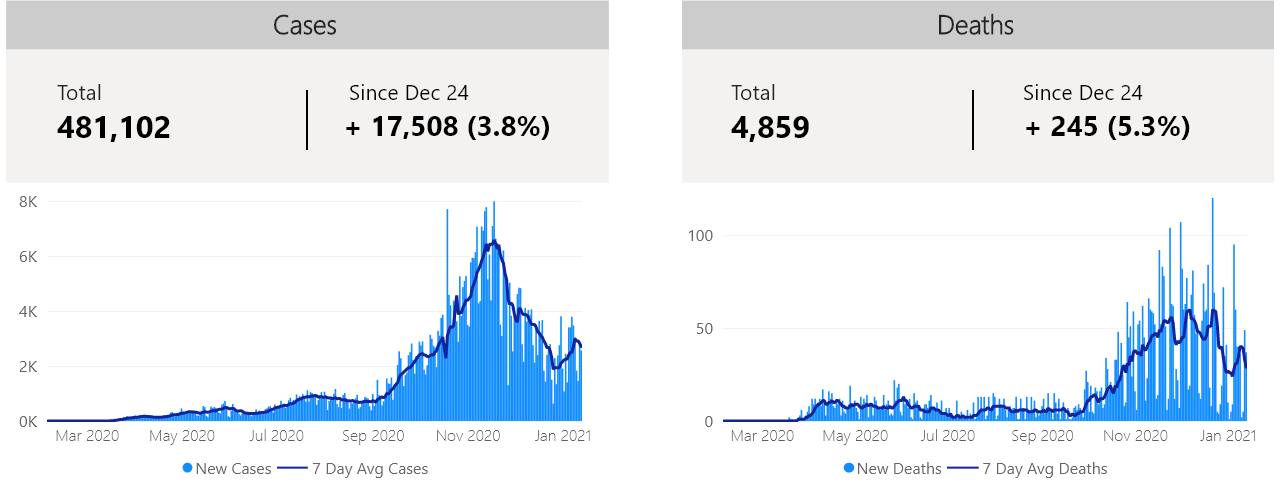 Cases
Total
481,102
Since Dec 24
+ 17,508 (3.8%)
8K
6K
4K
2K
0K
Mar 2020 May 2020 Jul 2020 Sep 2020 Nov 2020 Jan 2021
New Cases 7 Day Avg Cases
Deaths
Total
4,859
Since Dec 24
+ 245 (5.3%)
100
50
0
Mar 2020 May 2020 Jul 2020 Sep 2020 Nov 2020 Jan 2021
New Deaths 7 Day Avg Deaths